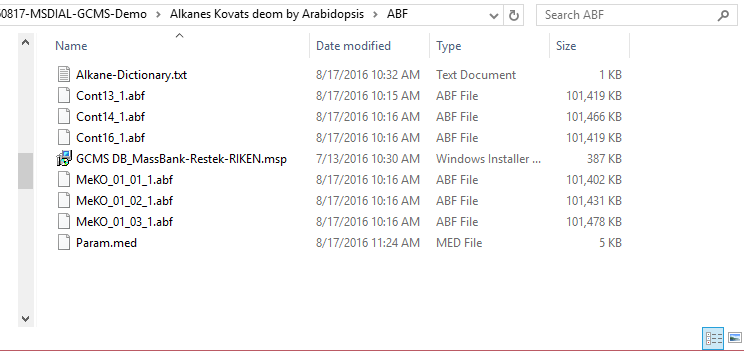 60817-MSDIAL-GCMS-Demo > Alkanes Kovats deom by Arabidopsis > ABF Search ABF
Name Date modified Type Size
Alkane-Dictionary.txt 8/17/2016 10:32 AM Text Document 1 KB
Cont13_1.abf 8/17/2016 10:15 AM ABF File 101,419 KB
Cont14_1.abf 8/17/2016 10:16 AM ABF File 101,466 KB
Cont16_1.abf 8/17/2016 10:16 AM ABF File 101,419 KB
GCMS DB_MassBank-Restek-RIKEN.msp 7/13/2016 10:30 AM Windows Installer ... 387 KB
MeKO_01_01_1.abf 8/17/2016 10:16 AM ABF File 101,402 KB
MeKO_01_02_1.abf 8/17/2016 10:16 AM ABF File 101,431 KB
MeKO_01_03_1.abf 8/17/2016 10:16 AM ABF File 101,478 KB
Param.med 8/17/2016 11:24 AM MED File 5 KB